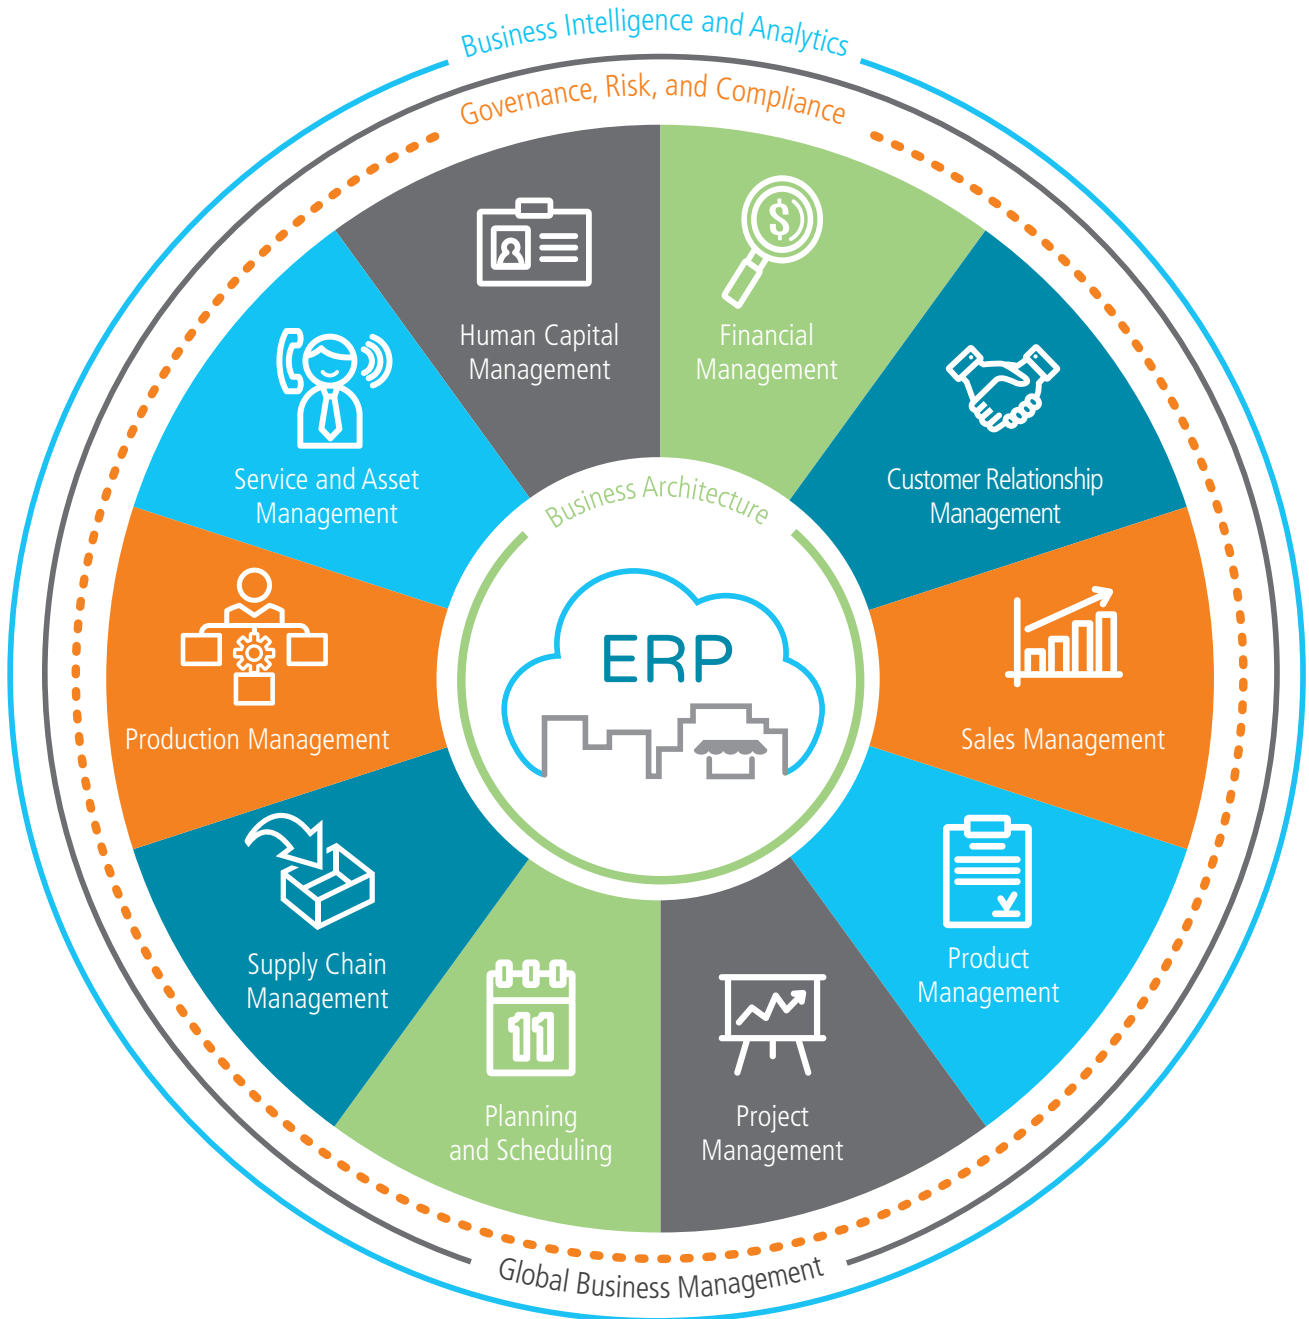 Business Intelligence and Analytics
Governance, Risk, and Compliance
Human Capital
Management
$
Financial
Management
Customer Relationship
Management
Sales Management
Product
Management
Project
Management
11
Planning
and Scheduling
Supply Chain
Management
Production Management
Service and Asset
Management
Business Architecture
ERP
Global Business Management